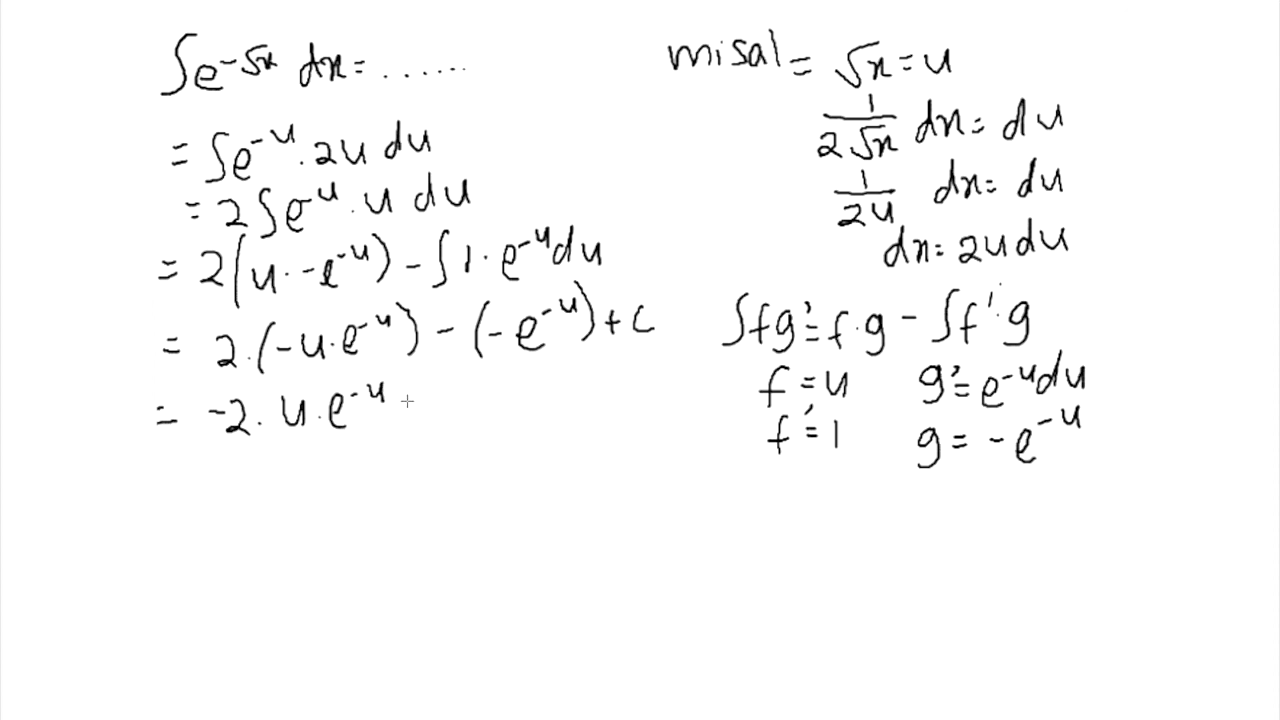 ∫e^-√x dx = ......
= ∫e^-u . 2u du
= 2 ∫e^u . u du
= 2(u . -e^-u) - ∫1 . e^-u du
= 2.(-u.e^-u) - (-e^-u) + c
= -2. u.e^-u
misal = √x = u
1/2√x dx = du
1/2u dx = du
dx = 2u du
∫fg' = f.g - ∫f'.g
f = u g' = e^-u du
f' = 1 g = -e^-u